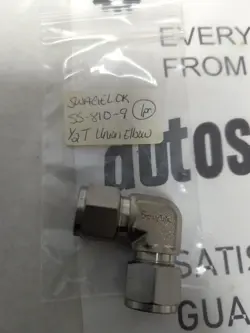 EVERY
FROM
SWAGELOK
SS-810-9
1pc
1/2 T Union Elbow
autos
SATIS
GUA